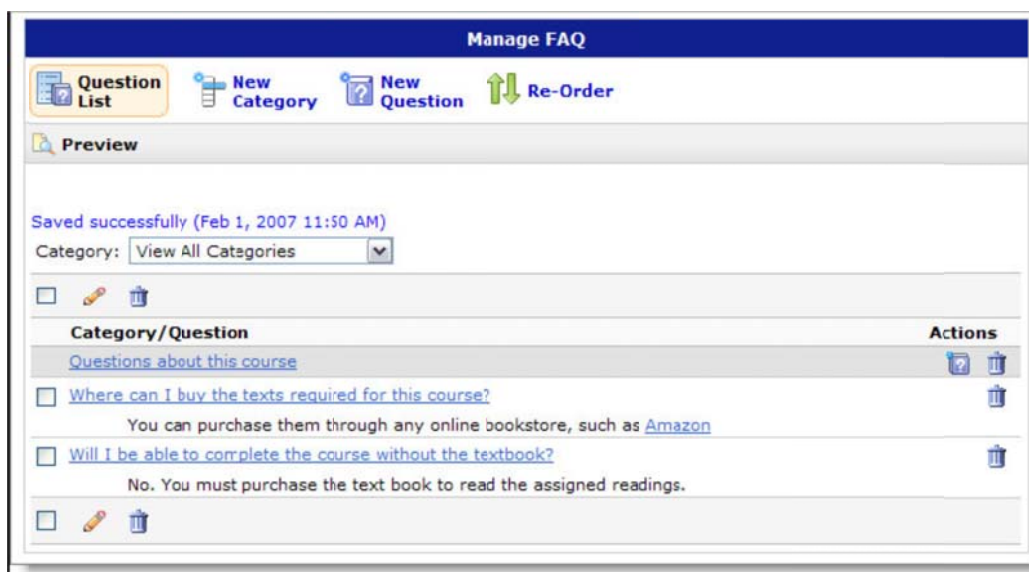 Manage FAQ
Question List
New Category
New Question
Re-Order
Preview
Saved successfully (Feb 1, 2007 11:50 AM)
Category: View All Categories
Category/Question Actions
Questions about this course
Where can I buy the texts required for this course?
You can purchase them through any online bookstore, such as Amazon
Will I be able to complete the course without the textbook?
No. You must purchase the text book to read the assigned readings.